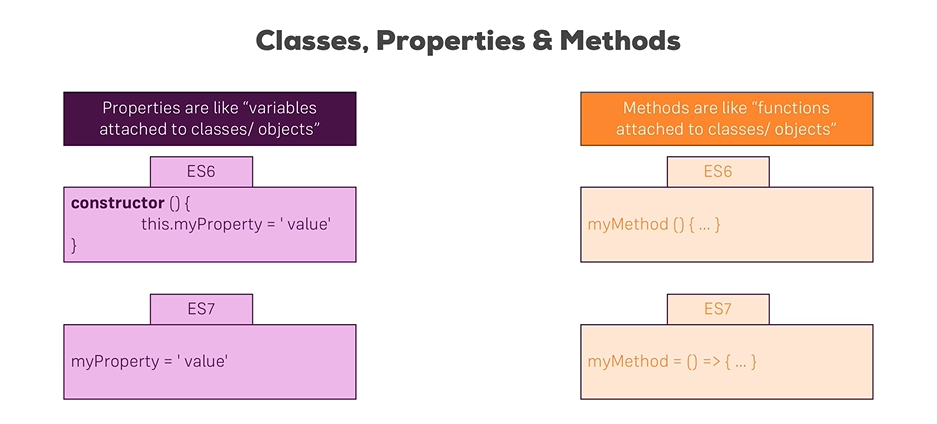 Classes, Properties & Methods
Properties are like “variables
attached to classes/ objects”
ES6
constructor () {
this.myProperty = ' value'
}
ES7
myProperty = ' value'
Methods are like “functions
attached to classes/ objects”
ES6
myMethod () { ... }
ES7
myMethod = () => { ... }